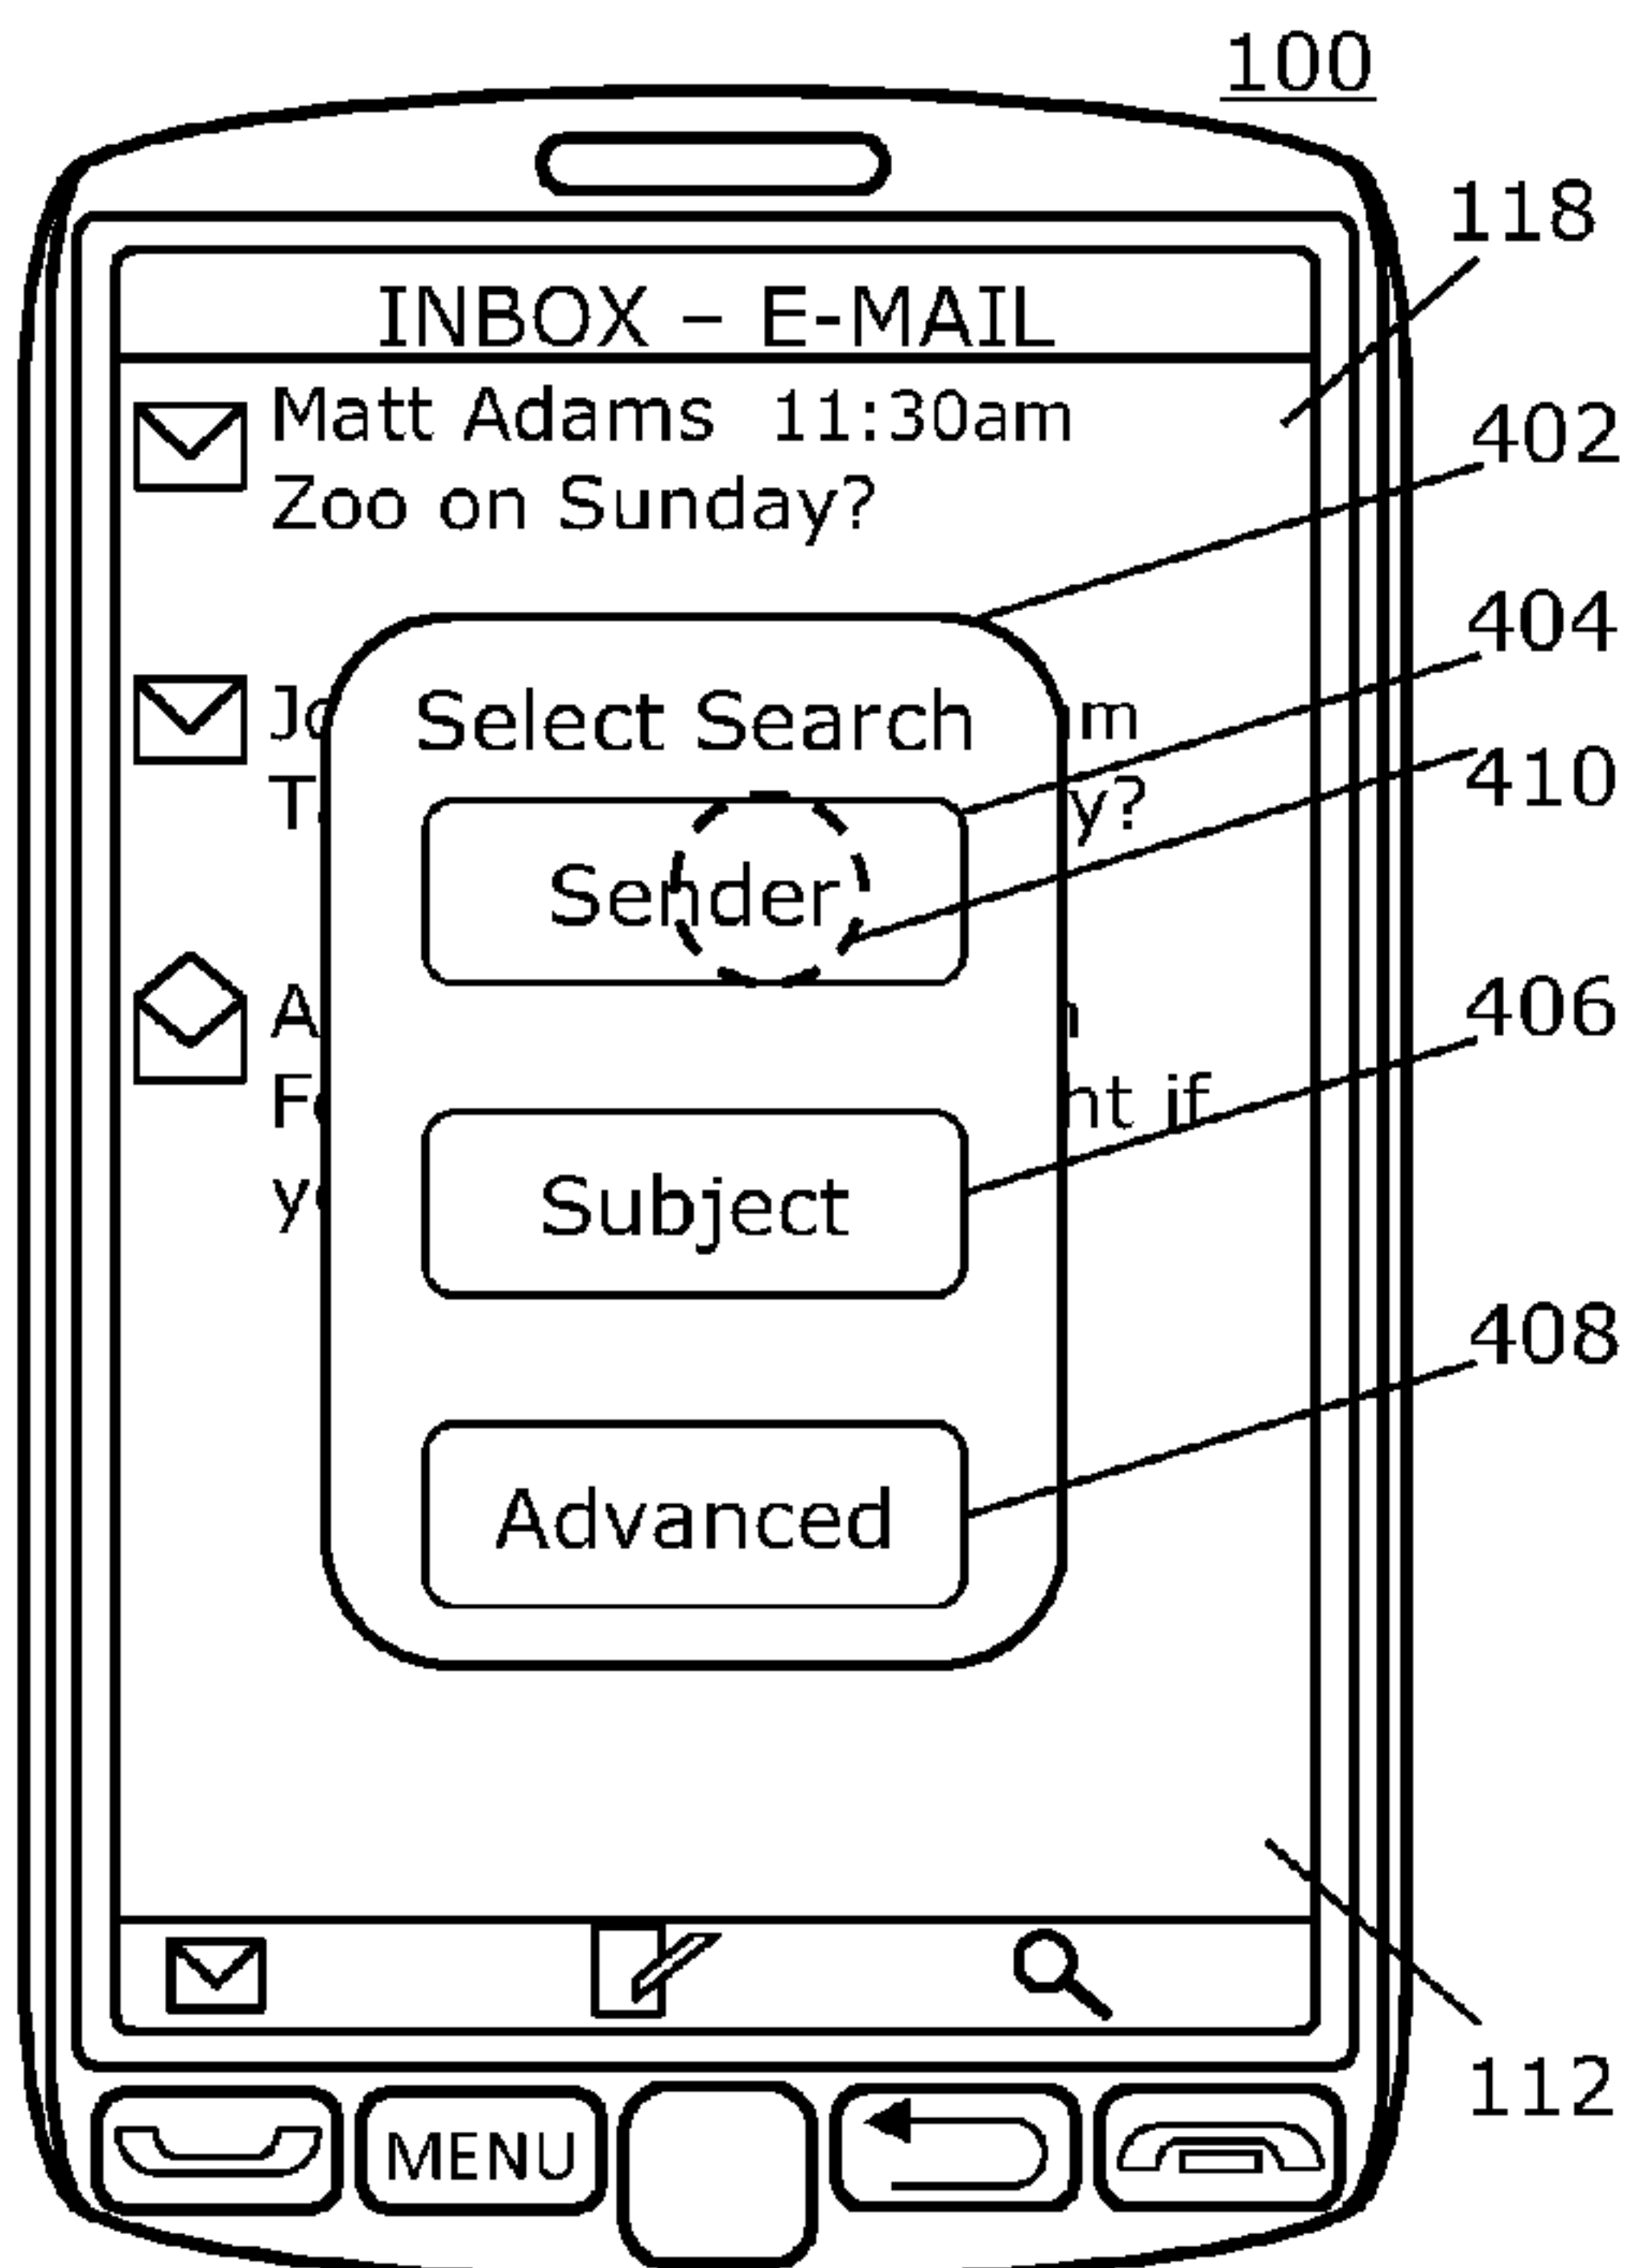 100
118
INBOX – E-MAIL
Matt Adams 11:30am
402
Zoo on Sunday?
404
Select Search
410
Sender
406
Subject
408
Advanced
112
MENU